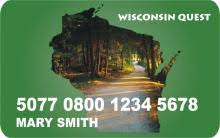 WISCONSIN QUEST
5077 0800 1234 5678
MARY SMITH